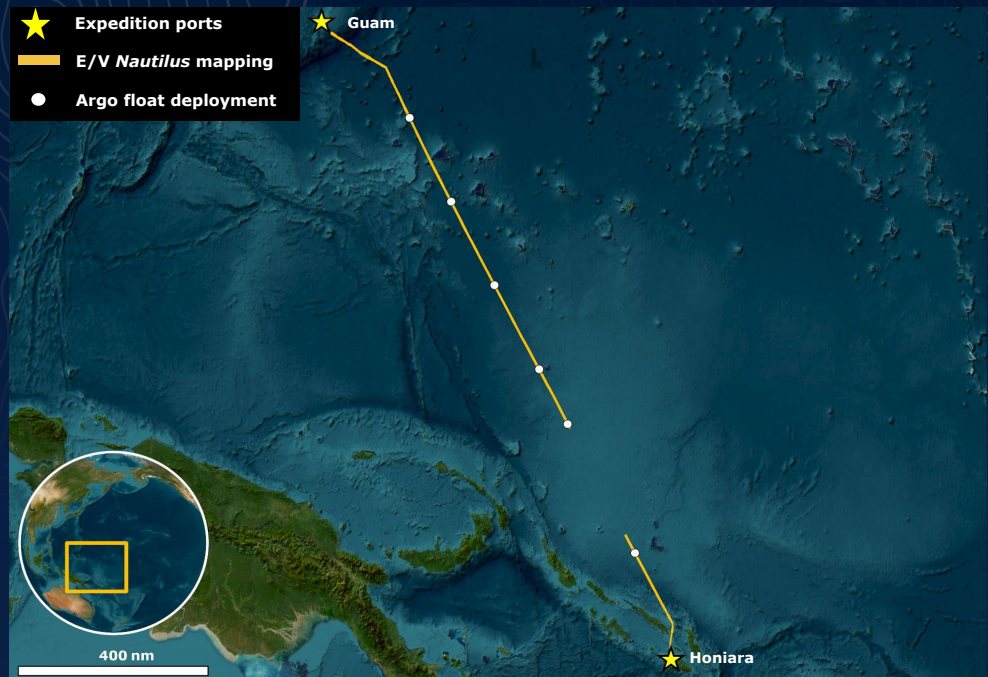 Expedition ports
E/V Nautilus mapping
Argo float deployment
Guam
Honiara
400 nm